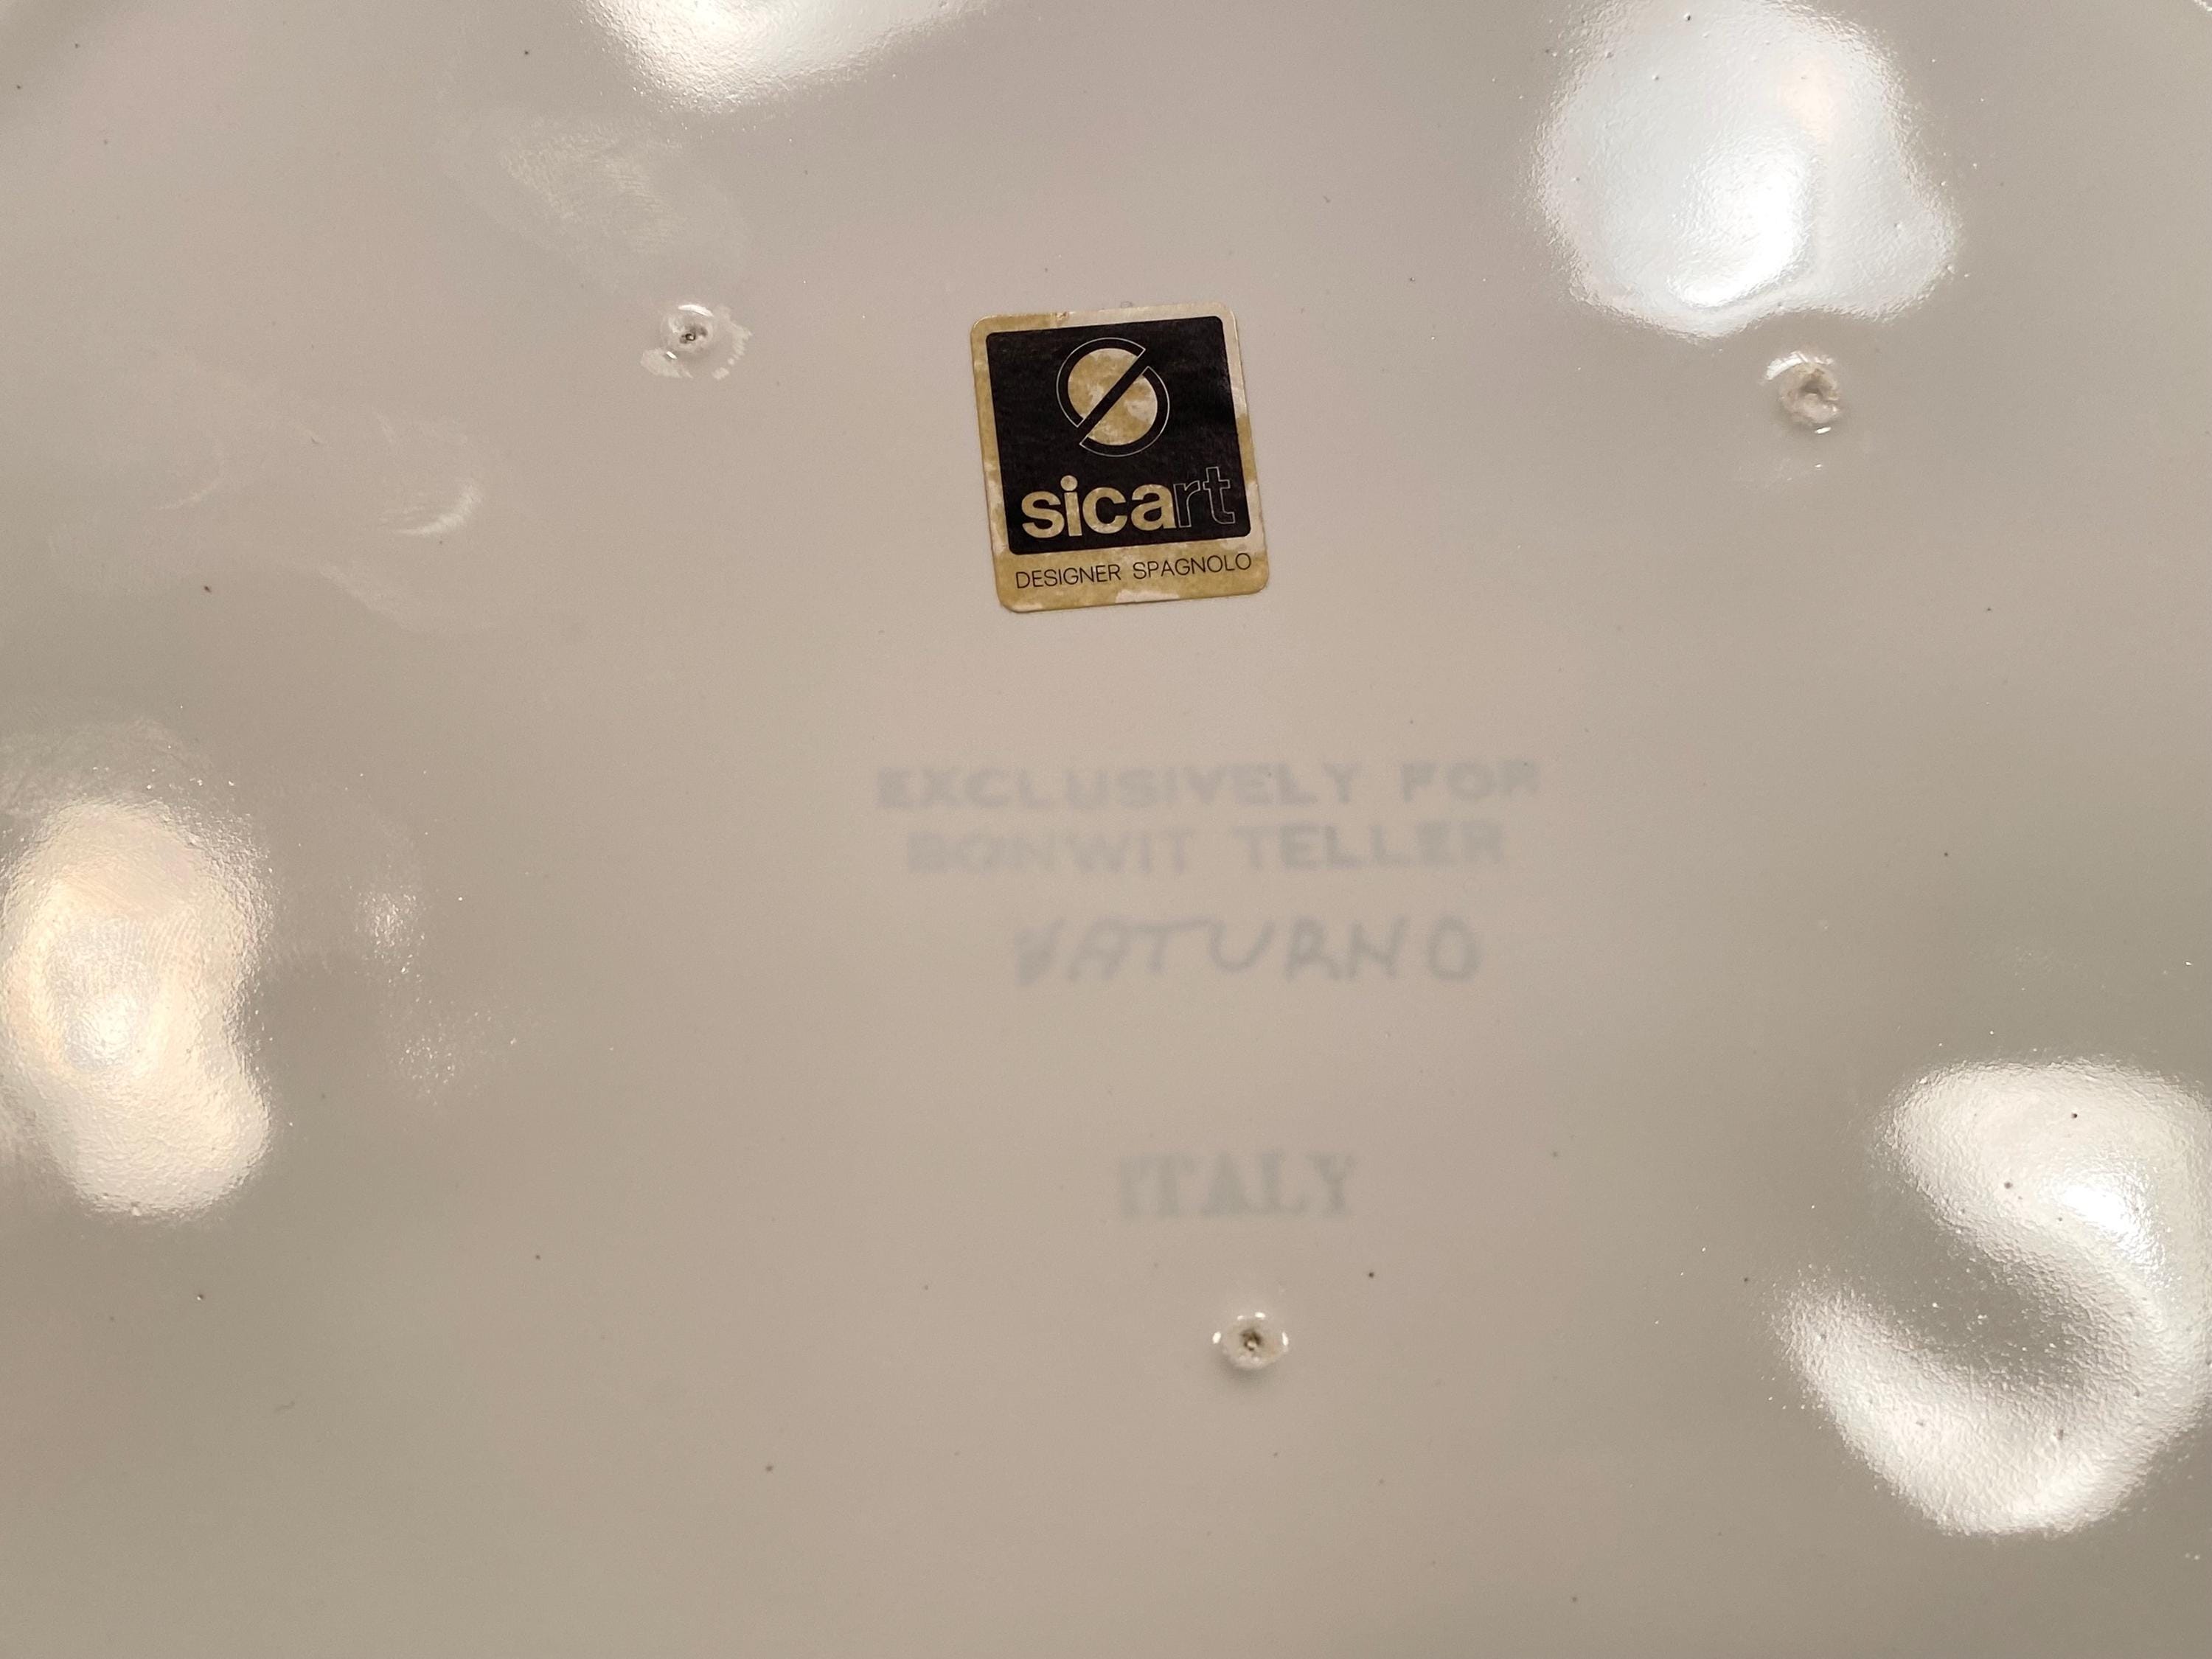 sicart
DESIGNER SPAGNOLO
EXCLUSIVELY FOR
BONWIT TELLER
ITALY